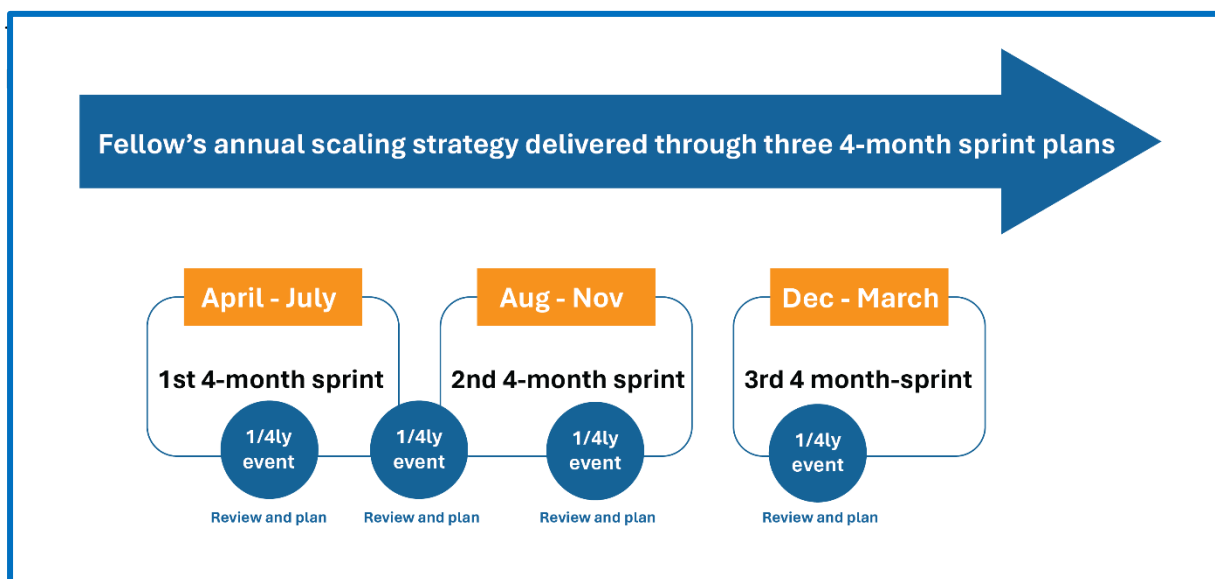 Fellow’s annual scaling strategy delivered through three 4-month sprint plans
April - July
Aug - Nov
Dec - March
1st 4-month sprint
2nd 4-month sprint
3rd 4 month-sprint
1/4ly
event
1/4ly
event
1/4ly
event
1/4ly
event
Review and plan
Review and plan
Review and plan
Review and plan